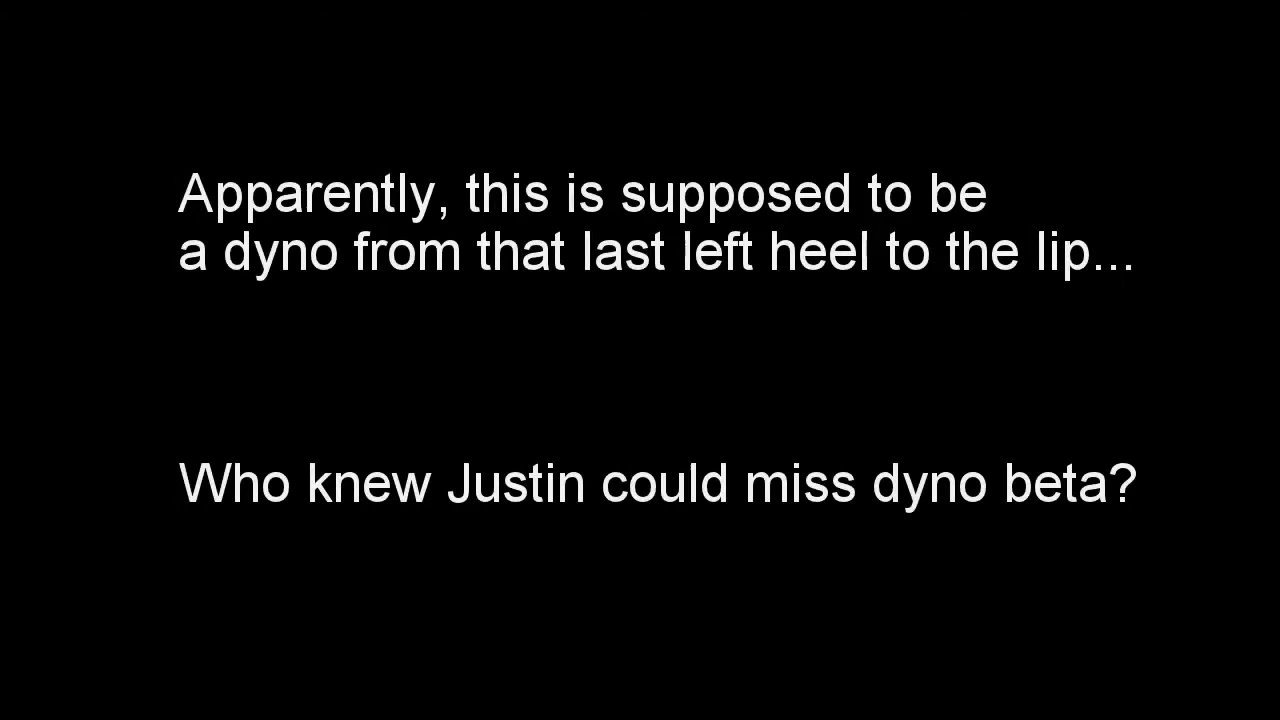 Apparently, this is supposed to be
a dyno from that last left heel to the lip...
Who knew Justin could miss dyno beta?